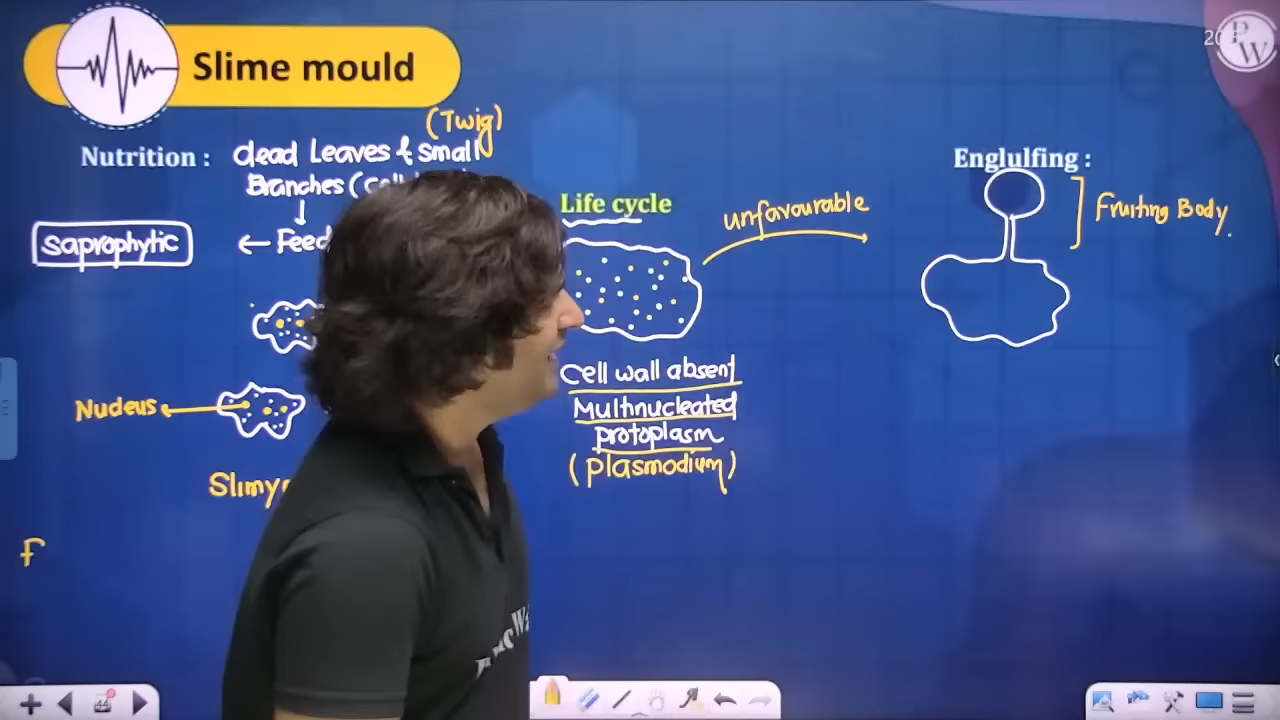 Slime mould
(Twig)
Nutrition : dead Leaves & small
Branches (
saprophytic ← Feed
Nucleus
Slimy
f
Life cycle
unfavourable
Cell wall absent
Multinucleated
protoplasm
(plasmodium)
Englulfing :
Fruiting Body.
PW
44